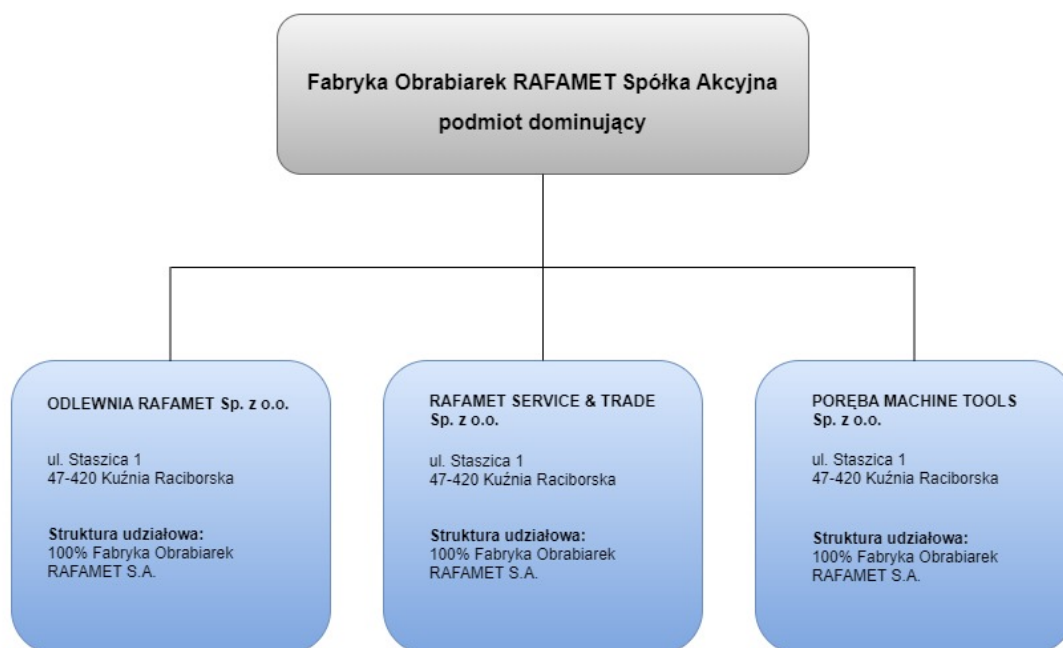 Fabryka Obrabiarek RAFAMET Spółka Akcyjna
podmiot dominujący
ODLEWNIA RAFAMET Sp. z o.o.
ul. Staszica 1
47-420 Kuźnia Raciborska
Struktura udziałowa:
100% Fabryka Obrabiarek
RAFAMET S.A.
RAFAMET SERVICE & TRADE
Sp. z o.o.
ul. Staszica 1
47-420 Kuźnia Raciborska
Struktura udziałowa:
100% Fabryka Obrabiarek
RAFAMET S.A.
PORĘBA MACHINE TOOLS
Sp. z o.o.
ul. Staszica 1
47-420 Kuźnia Raciborska
Struktura udziałowa:
100% Fabryka Obrabiarek
RAFAMET S.A.